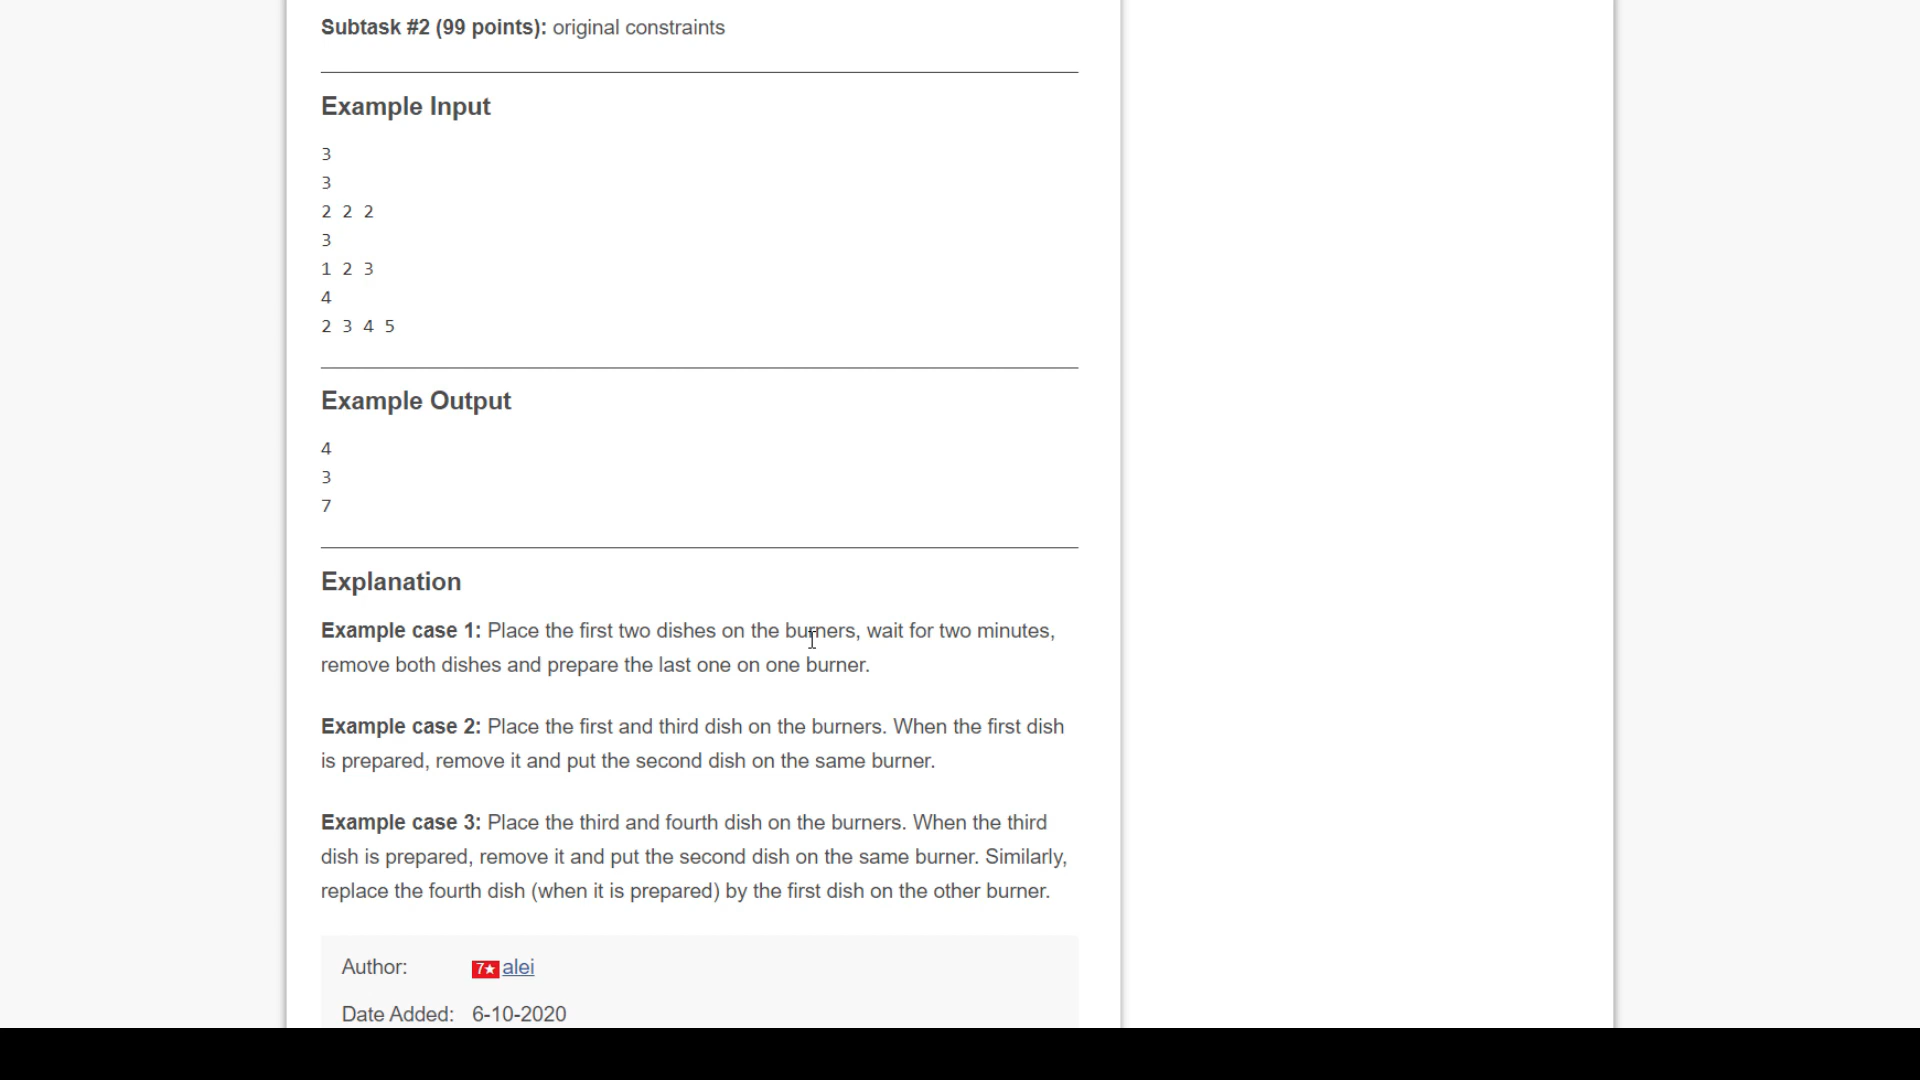 Subtask #2 (99 points): original constraints
Example Input
3
3
2 2 2
3
1 2 3
4
2 3 4 5
Example Output
4
3
7
Explanation
Example case 1: Place the first two dishes on the burners, wait for two minutes,
remove both dishes and prepare the last one on one burner.
Example case 2: Place the first and third dish on the burners. When the first dish
is prepared, remove it and put the second dish on the same burner.
Example case 3: Place the third and fourth dish on the burners. When the third
dish is prepared, remove it and put the second dish on the same burner. Similarly,
replace the fourth dish (when it is prepared) by the first dish on the other burner.
Author: 7★ alei
Date Added: 6-10-2020